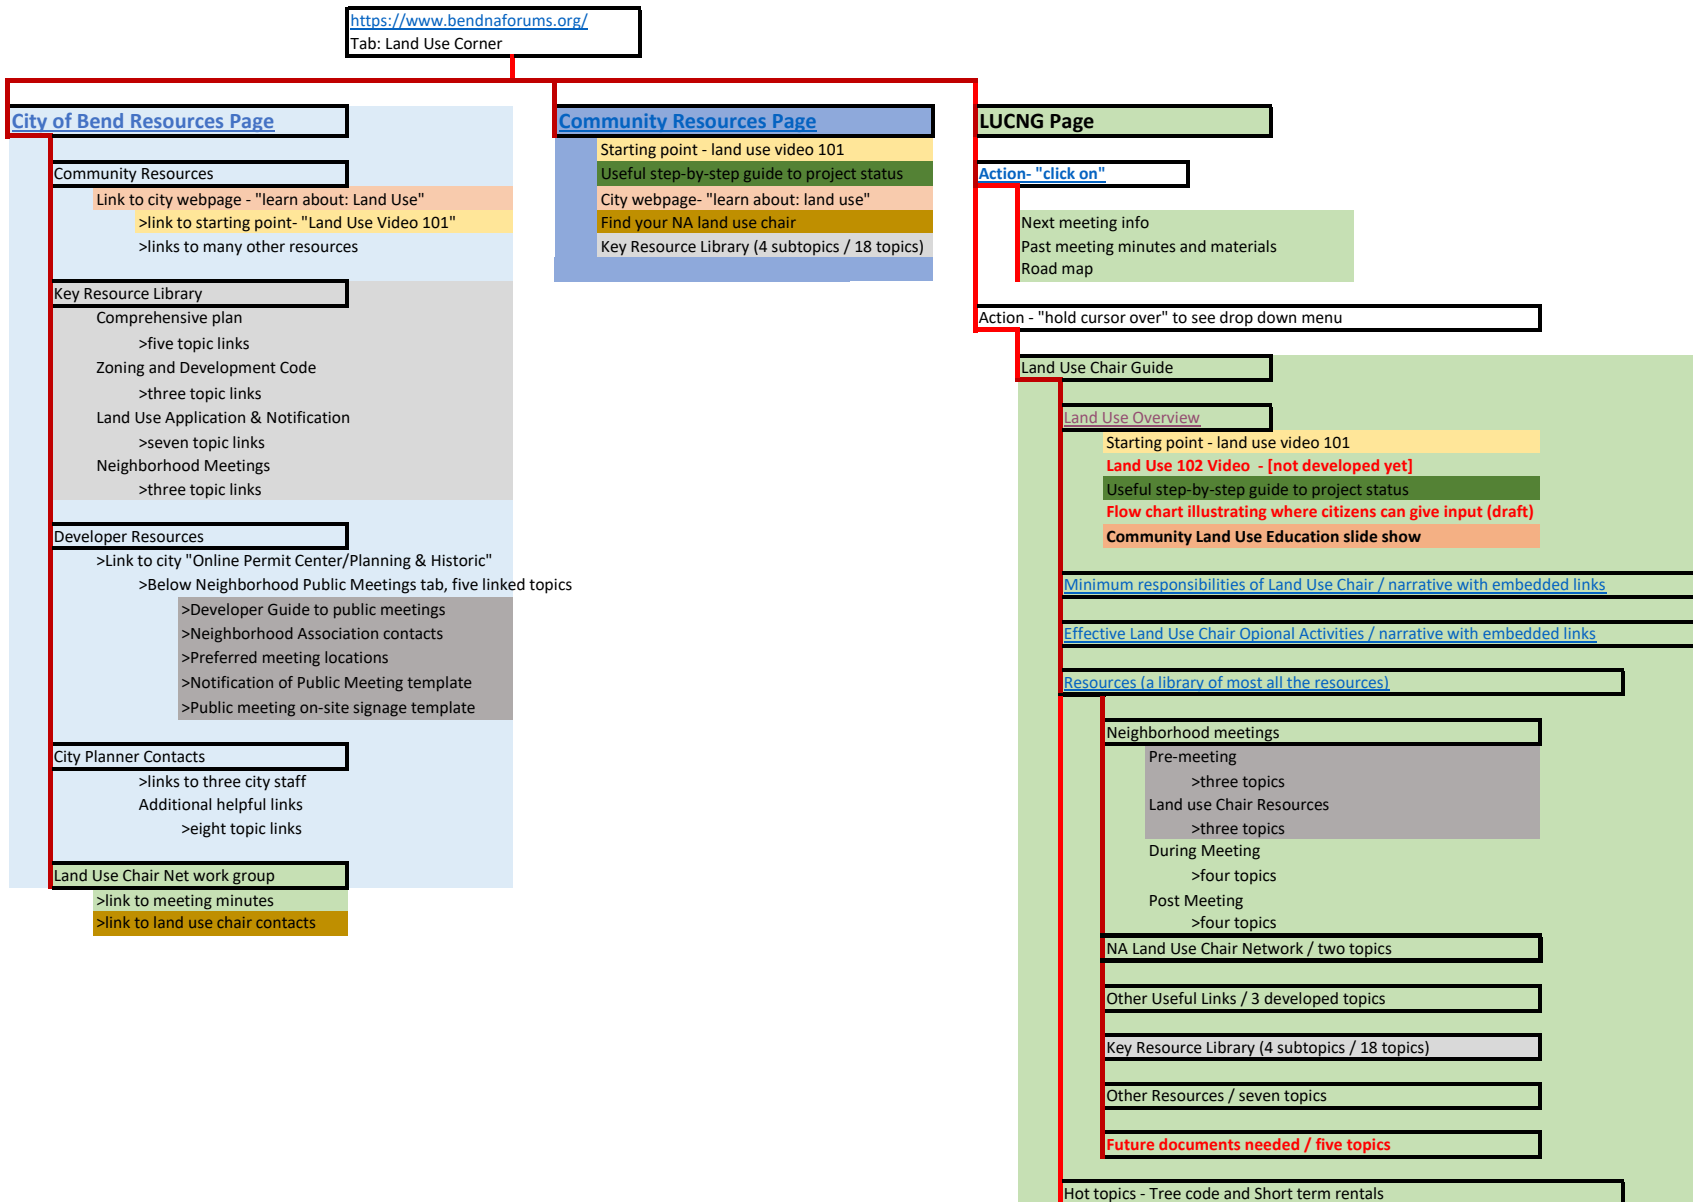 https://www.bendnaforums.org/
Tab: Land Use Corner
City of Bend Resources Page
Community Resources
Link to city webpage - "learn about: Land Use"
>link to starting point- "Land Use Video 101"
>links to many other resources
Key Resource Library
Comprehensive plan
>five topic links
Zoning and Development Code
>three topic links
Land Use Application & Notification
>seven topic links
Neighborhood Meetings
>three topic links
Developer Resources
>Link to city "Online Permit Center/Planning & Historic"
>Below Neighborhood Public Meetings tab, five linked topics
>Developer Guide to public meetings
>Neighborhood Association contacts
>Preferred meeting locations
>Notification of Public Meeting template
>Public meeting on-site signage template
City Planner Contacts
>links to three city staff
Additional helpful links
>eight topic links
Land Use Chair Net work group
>link to meeting minutes
>link to land use chair contacts
Community Resources Page
Starting point - land use video 101
Useful step-by-step guide to project status
City webpage- "learn about: land use"
Find your NA land use chair
Key Resource Library (4 subtopics / 18 topics)
LUCNG Page
Action- "click on"
Next meeting info
Past meeting minutes and materials
Road map
Action - "hold cursor over" to see drop down menu
Land Use Chair Guide
Land Use Overview
Starting point - land use video 101
Land Use 102 Video - [not developed yet]
Useful step-by-step guide to project status
Flow chart illustrating where citizens can give input (draft)
Community Land Use Education slide show
Minimum responsibilities of Land Use Chair / narrative with embedded links
Effective Land Use Chair Opional Activities / narrative with embedded links
Resources (a library of most all the resources)
Neighborhood meetings
Pre-meeting
>three topics
Land use Chair Resources
>three topics
During Meeting
>four topics
Post Meeting
>four topics
NA Land Use Chair Network / two topics
Other Useful Links / 3 developed topics
Key Resource Library (4 subtopics / 18 topics)
Other Resources / seven topics
Future documents needed / five topics
Hot topics - Tree code and Short term rentals